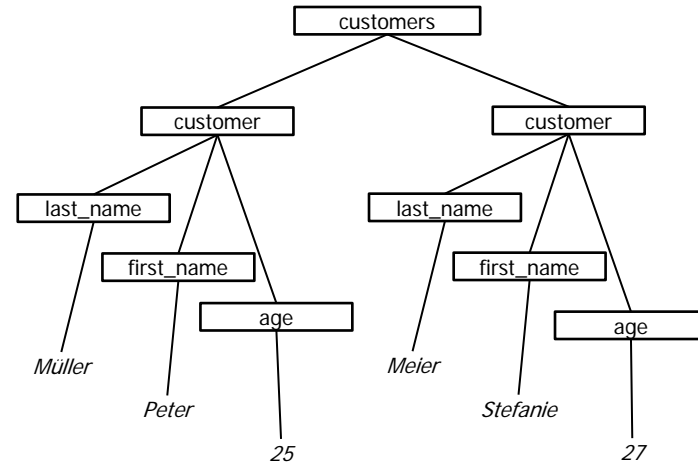 customers
customer
customer
last_name
last_name
first_name
first_name
age
age
Müller
Meier
Peter
Stefanie
25
27